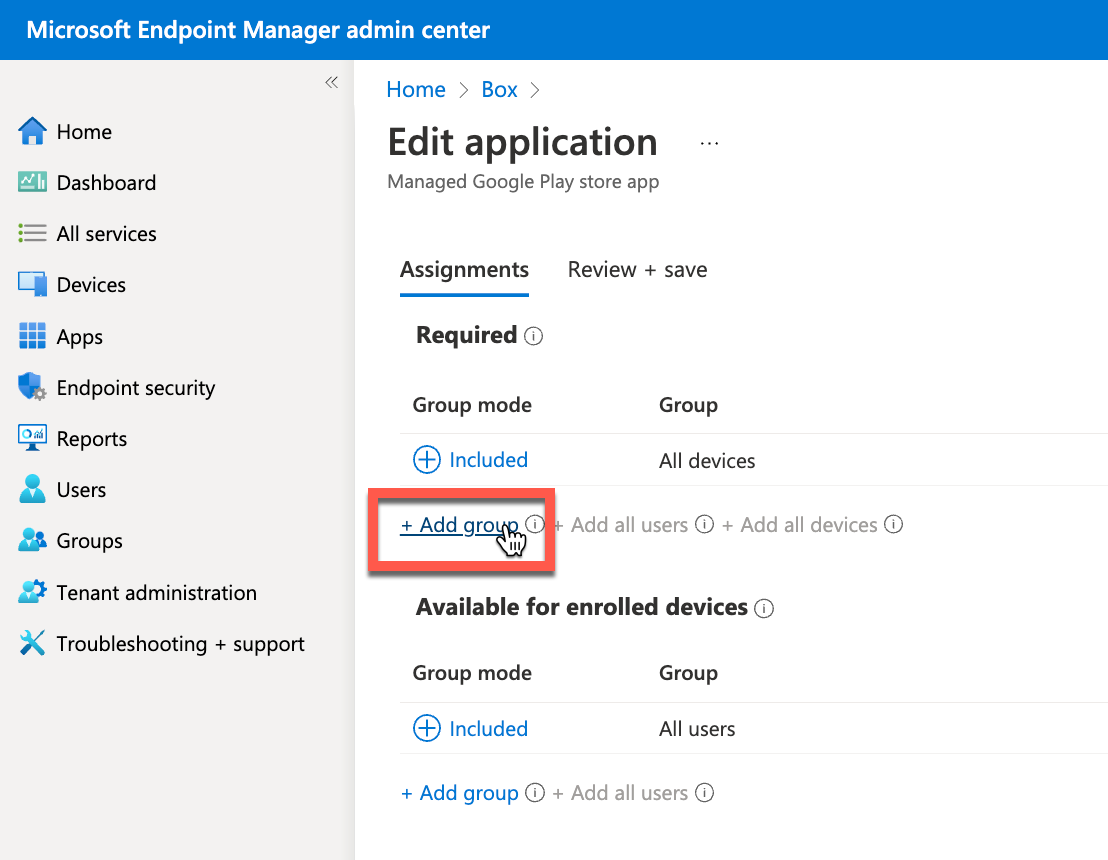 Microsoft Endpoint Manager admin center
Home
Dashboard
All services
Devices
Apps
Endpoint security
Reports
Users
Groups
Tenant administration
Troubleshooting + support
Home > Box >
Edit application ...
Managed Google Play store app
Assignments Review + save
Required
Group mode Group
Included All devices
+ Add group + Add all users + Add all devices
Available for enrolled devices
Group mode Group
Included All users
+ Add group + Add all users